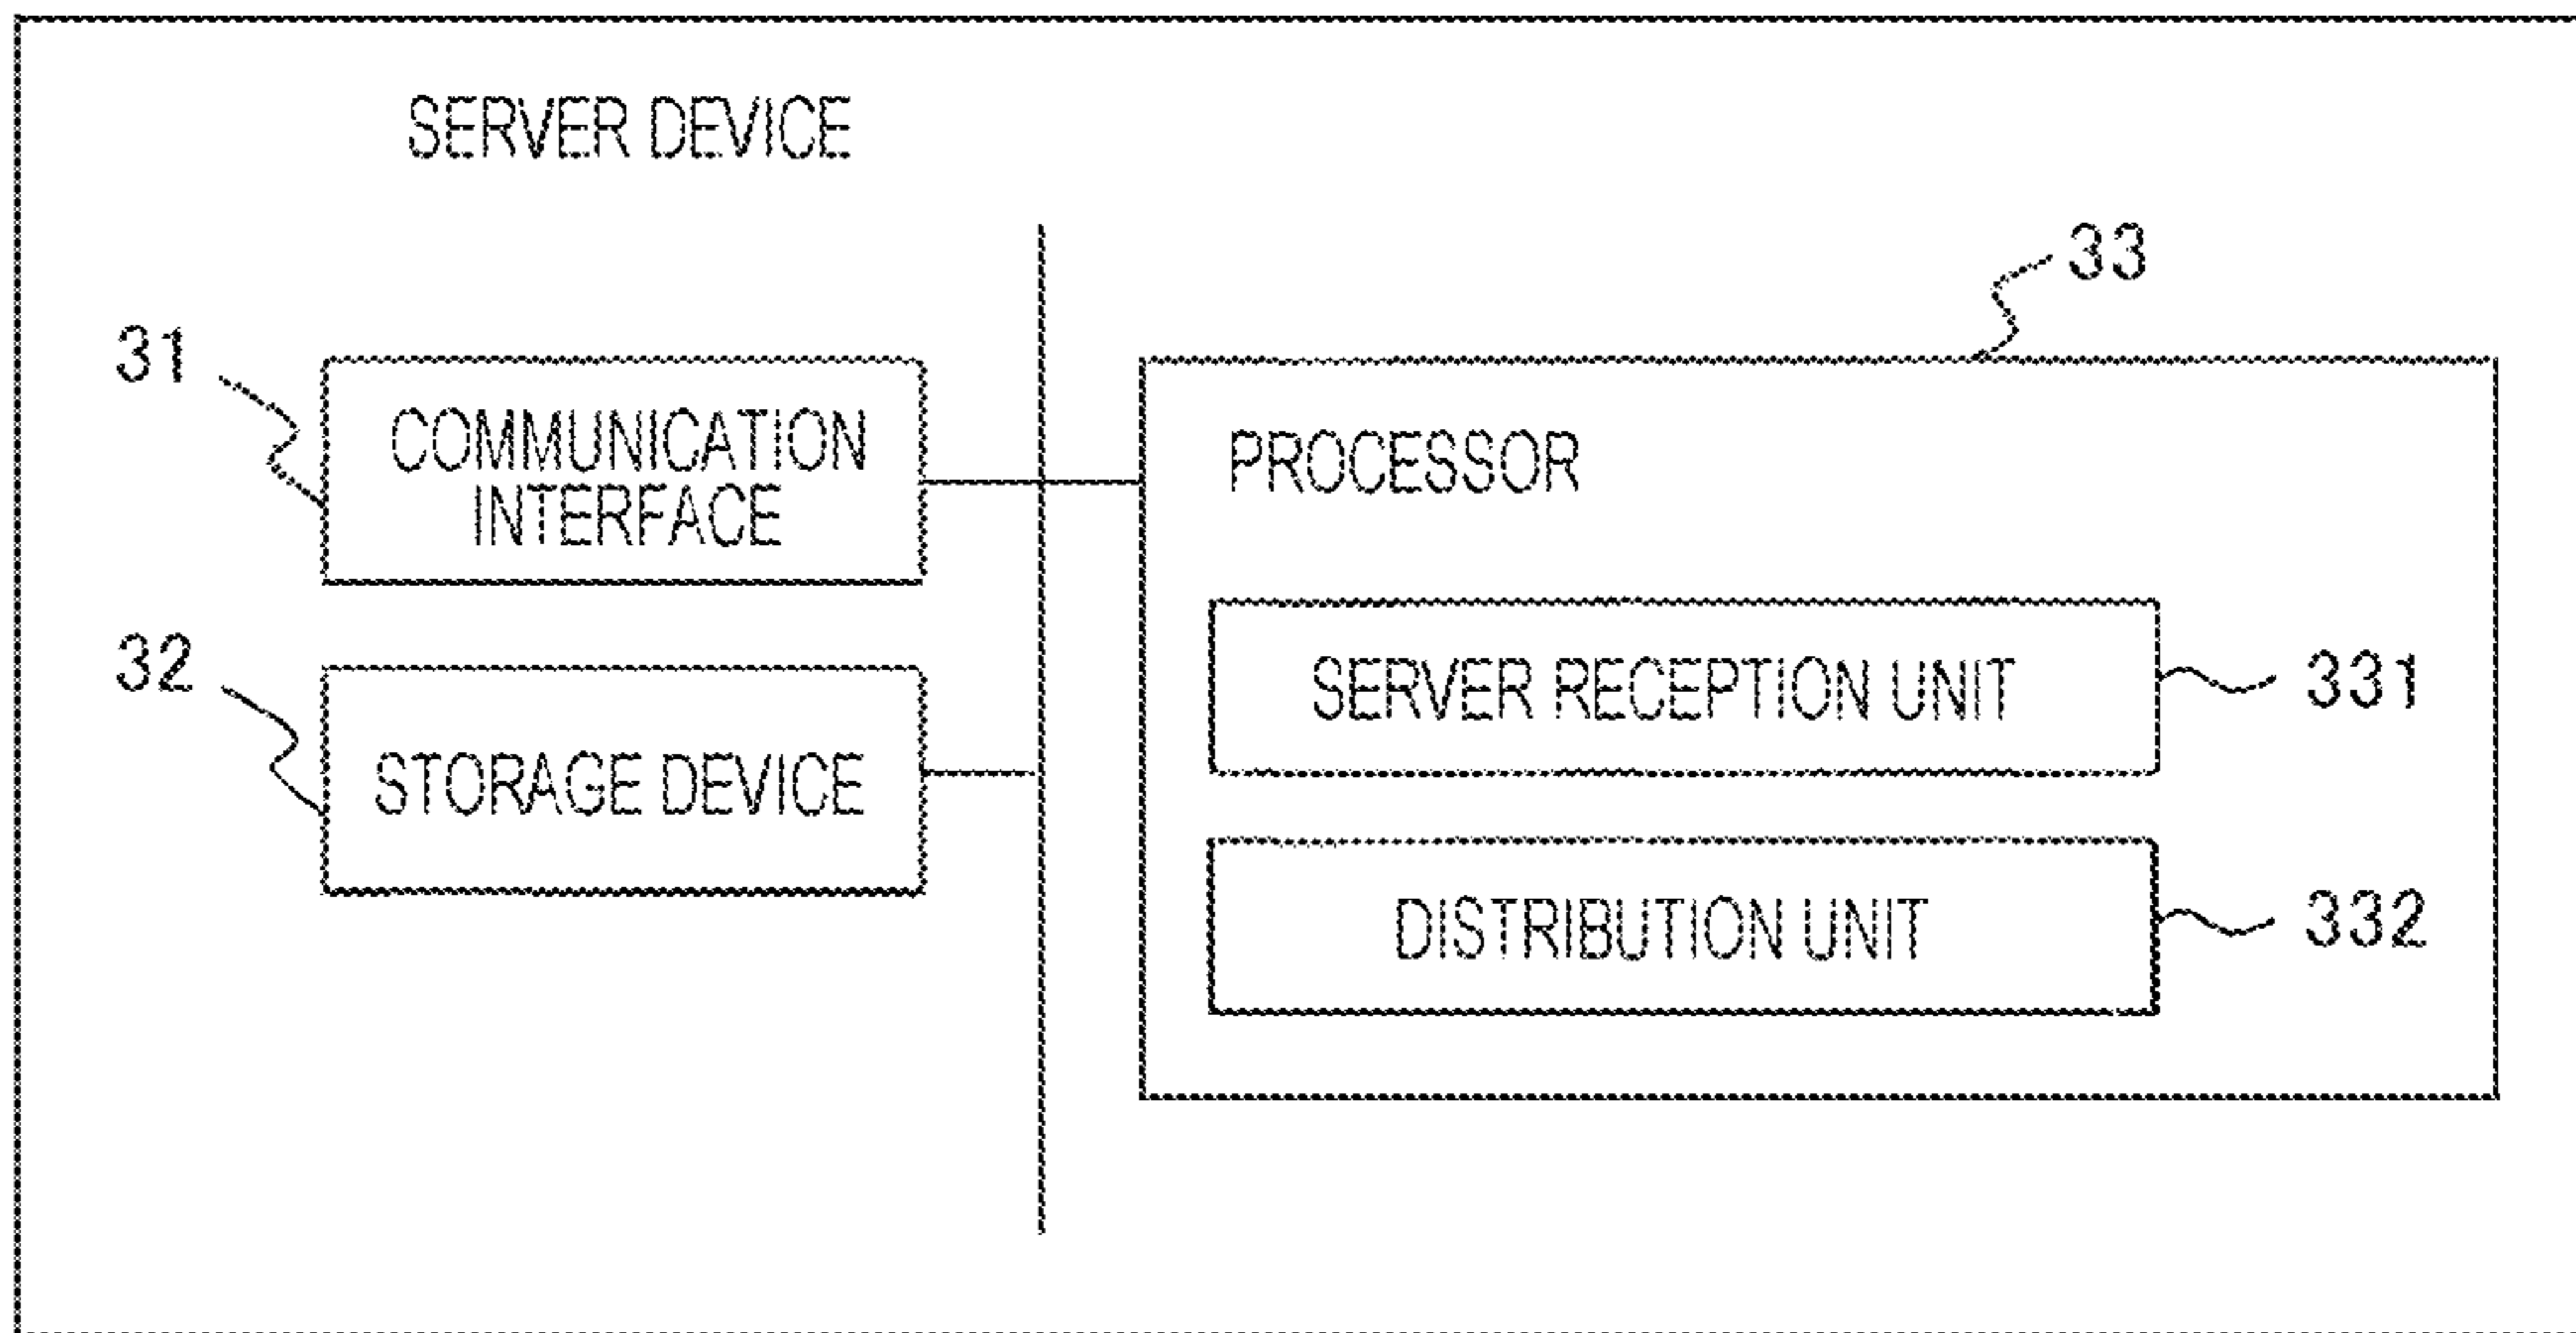 SERVER DEVICE
33
31
COMMUNICATION
INTERFACE
PROCESSOR
32
STORAGE DEVICE
SERVER RECEPTION UNIT
331
DISTRIBUTION UNIT
332